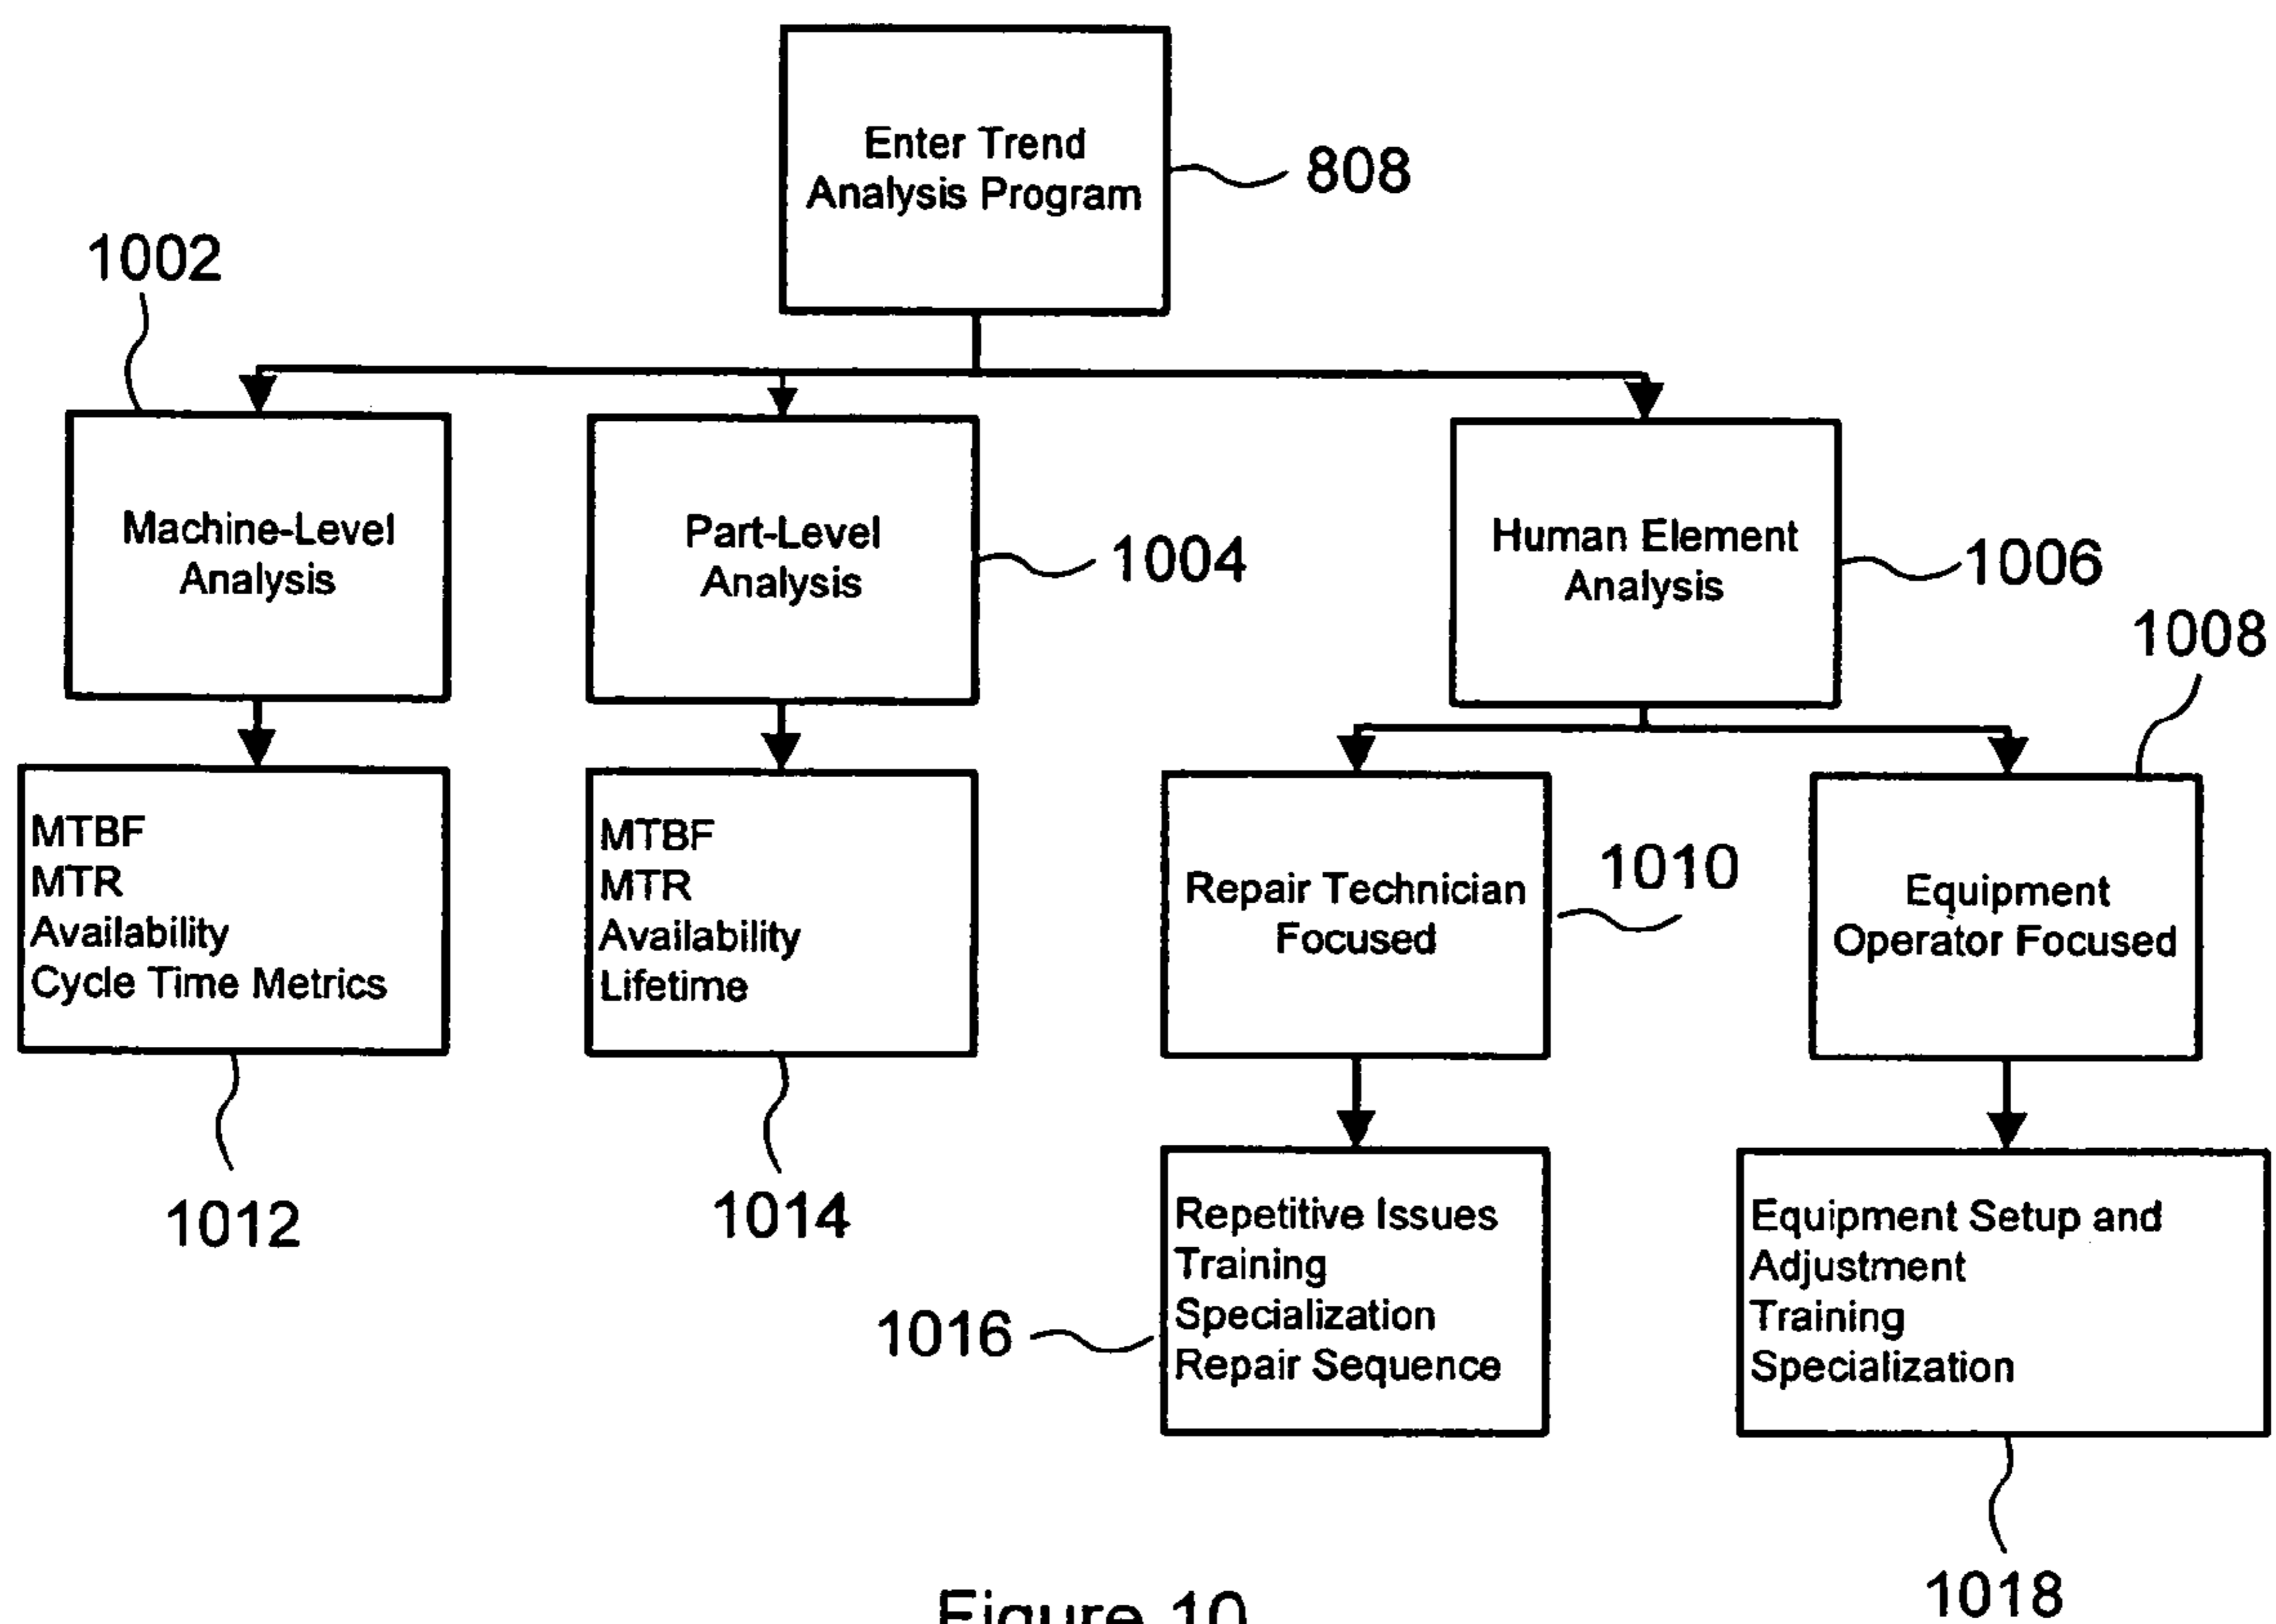 Enter Trend
Analysis Program
808
1002
Machine-Level
Analysis
Part-Level
Analysis
1004
Human Element
Analysis
1006
1008
MTBF
MTR
Availability
Cycle Time Metrics
1012
MTBF
MTR
Availability
Lifetime
1014
Repair Technician
Focused
1010
Equipment
Operator Focused
1016
Repetitive Issues
Training
Specialization
Repair Sequence
Equipment Setup and
Adjustment
Training
Specialization
1018
Figure 10